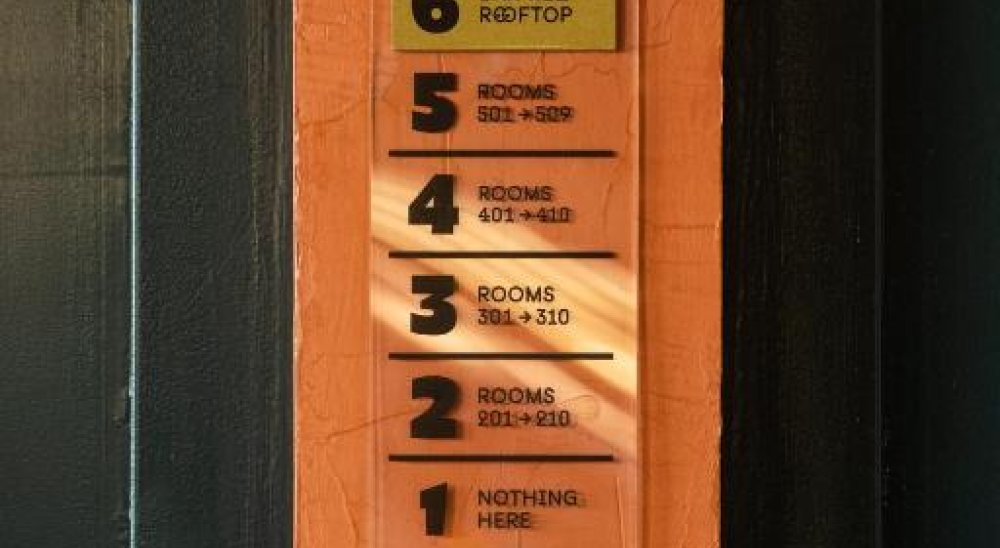 6
ROOFTOP
5
ROOMS
501→509
4
ROOMS
401→410
3
ROOMS
301→310
2
ROOMS
201→210
1
NOTHING
HERE